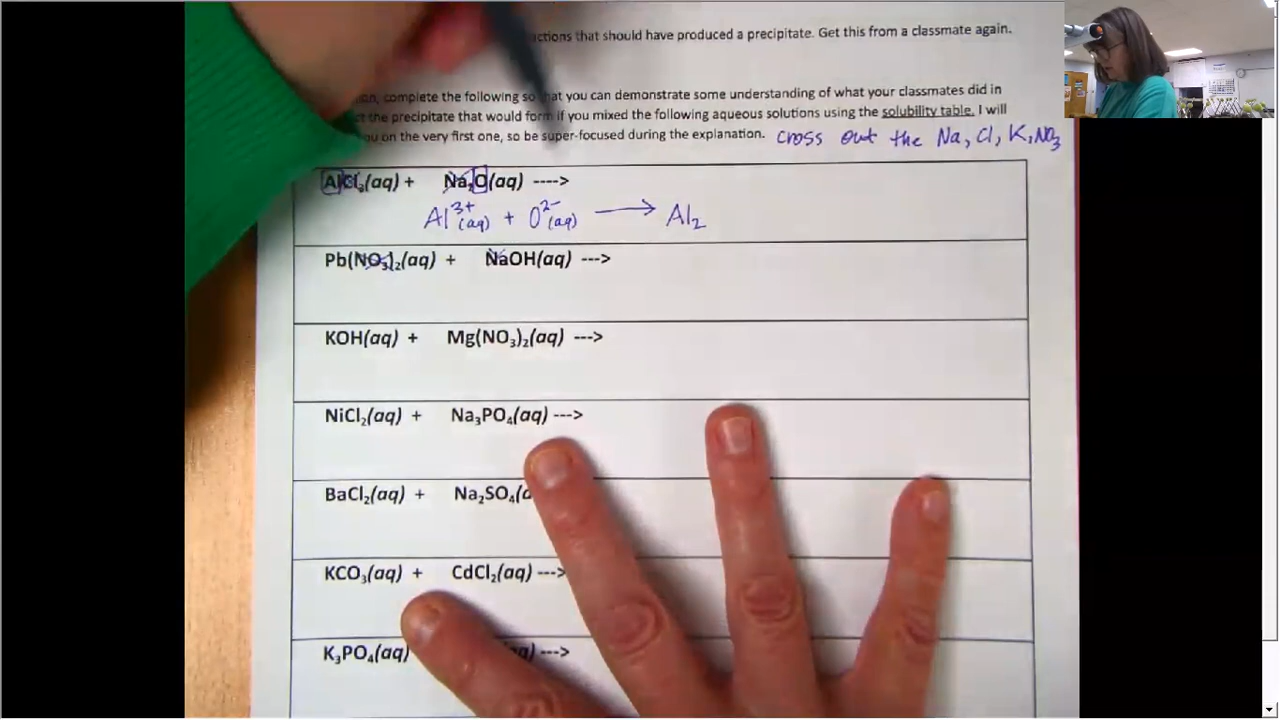 ctions that should have produced a precipitate. Get this from a classmate again.
complete the following so that you can demonstrate some understanding of what your classmates did in
the precipitate that would form if you mixed the following aqueous solutions using the solubility table. I will
you on the very first one, so be super-focused during the explanation. Cross out the Na, Cl, K, NO₃
AlCl₃(aq) + Na₂O(aq) ---->
Al³⁺(aq) + O²⁻(aq) ⟶ Al₂
Pb(NO₃)₂(aq) + NaOH(aq) --->
KOH(aq) + Mg(NO₃)₂(aq) --->
NiCl₂(aq) + Na₃PO₄(aq) --->
BaCl₂(aq) + Na₂SO₄(a
KCO₃(aq) + CdCl₂(aq) --->
K₃PO₄(aq) aq) --->